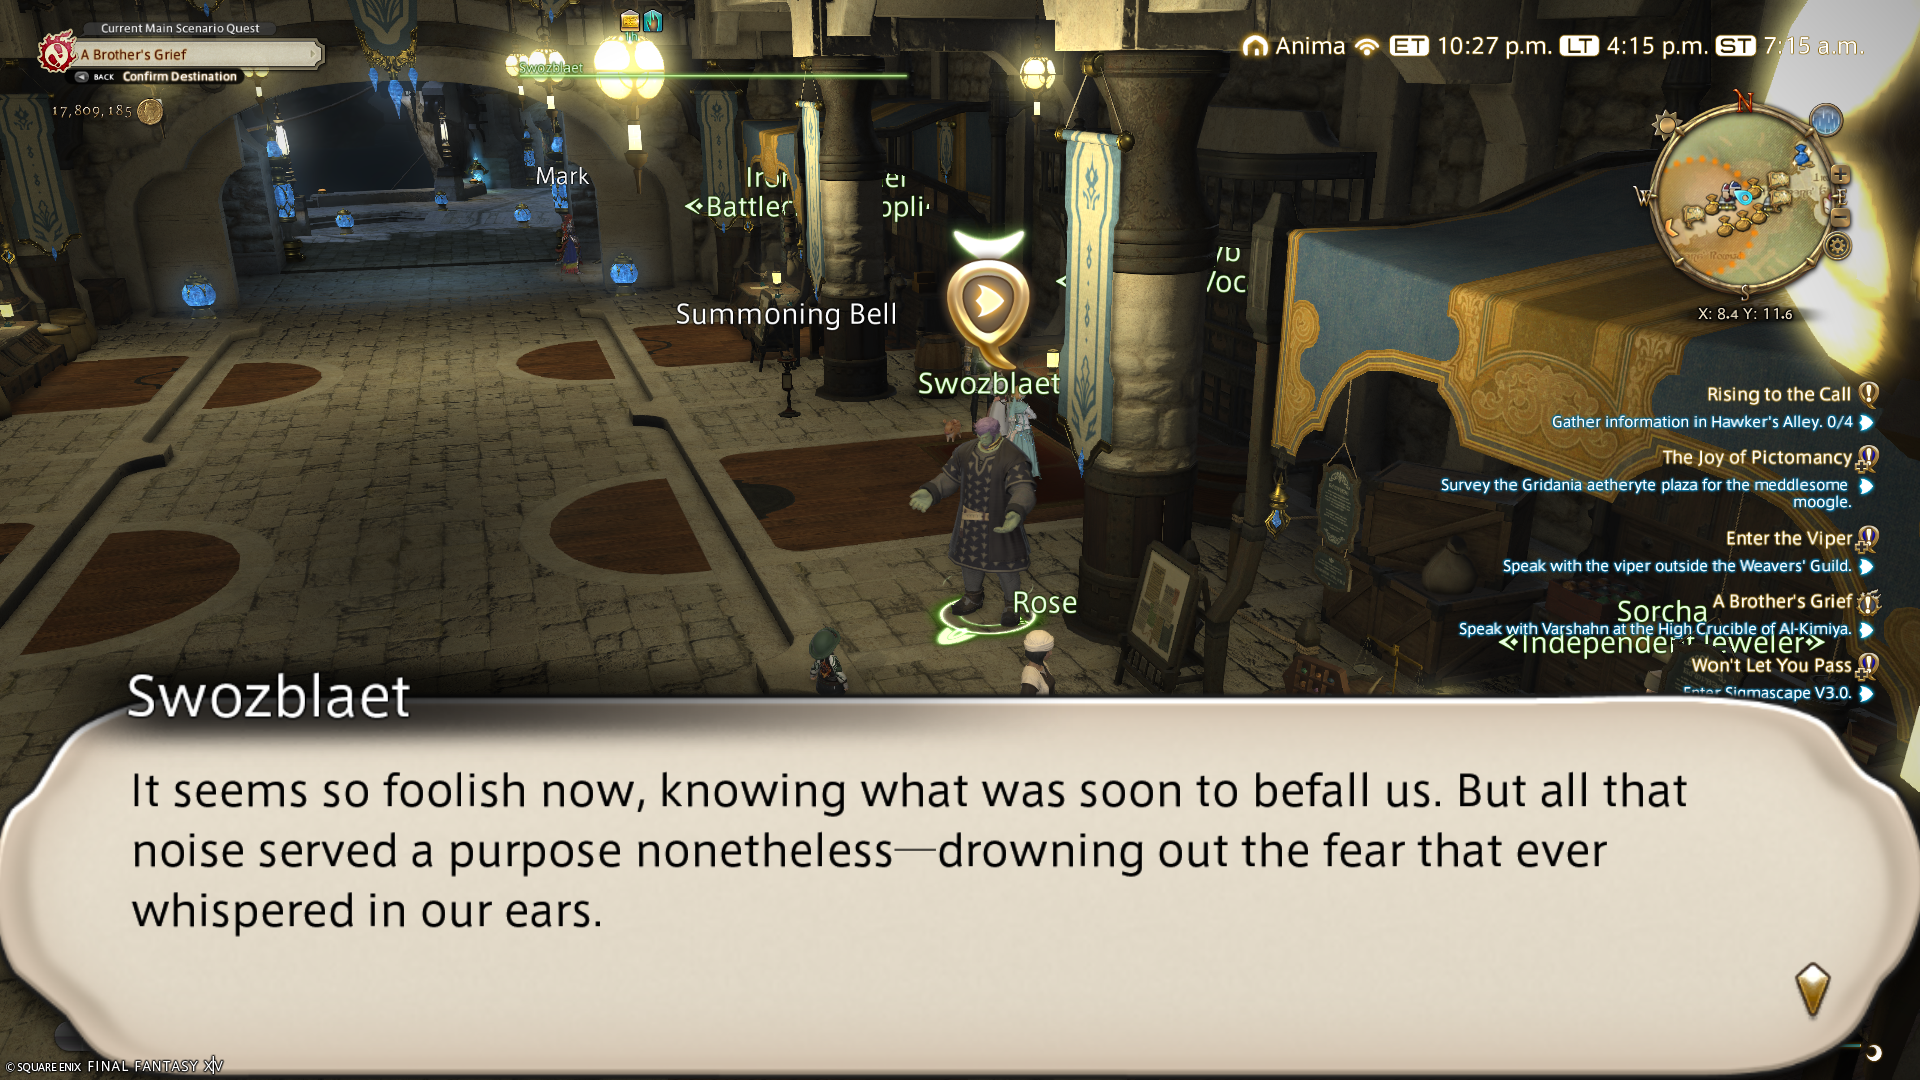 Current Main Scenario Quest
A Brother's Grief
BACK Confirm Destination
17,809,185
Swozblaet
Anima ET 10:27 p.m. LT 4:15 p.m. ST 7:15 a.m.
N
W
E
S
X: 8.4 Y: 11.6
Mark
Summoning Bell
Swozblaet
Rose
Rising to the Call
Gather information in Hawker's Alley. 0/4
The Joy of Pictomancy
Survey the Gridania aetheryte plaza for the meddlesome
moogle.
Enter the Viper
Speak with the viper outside the Weavers' Guild.
A Brother's Grief
Sorcha
Speak with Varshahn at the High Crucible of Al-Kimiya.
Independent Jeweler
Won't Let You Pass
Enter Sigmascape V3.0.
Swozblaet
It seems so foolish now, knowing what was soon to befall us. But all that
noise served a purpose nonetheless—drowning out the fear that ever
whispered in our ears.
© SQUARE ENIX FINAL FANTASY XIV